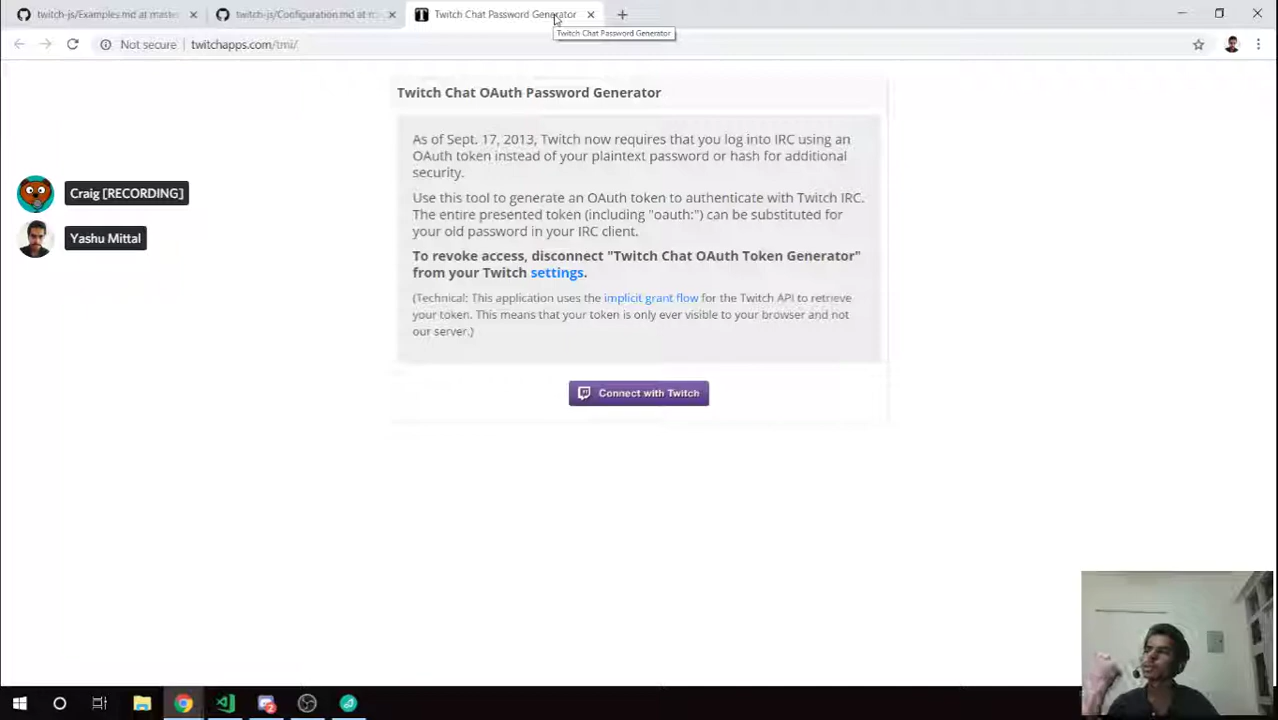 twitch-js/Examples.md at master
twitch-js/Configuration.md at m
Twitch Chat Password Generator
Twitch Chat Password Generator
Not secure
twitchapps.com/tmi/
Twitch Chat OAuth Password Generator
As of Sept. 17, 2013, Twitch now requires that you log into IRC using an
OAuth token instead of your plaintext password or hash for additional
security.
Use this tool to generate an OAuth token to authenticate with Twitch IRC.
The entire presented token (including "oauth:") can be substituted for
your old password in your IRC client.
To revoke access, disconnect "Twitch Chat OAuth Token Generator"
from your Twitch settings.
(Technical: This application uses the implicit grant flow for the Twitch API to retrieve
your token. This means that your token is only ever visible to your browser and not
our server.)
Connect with Twitch
Craig [RECORDING]
Yashu Mittal